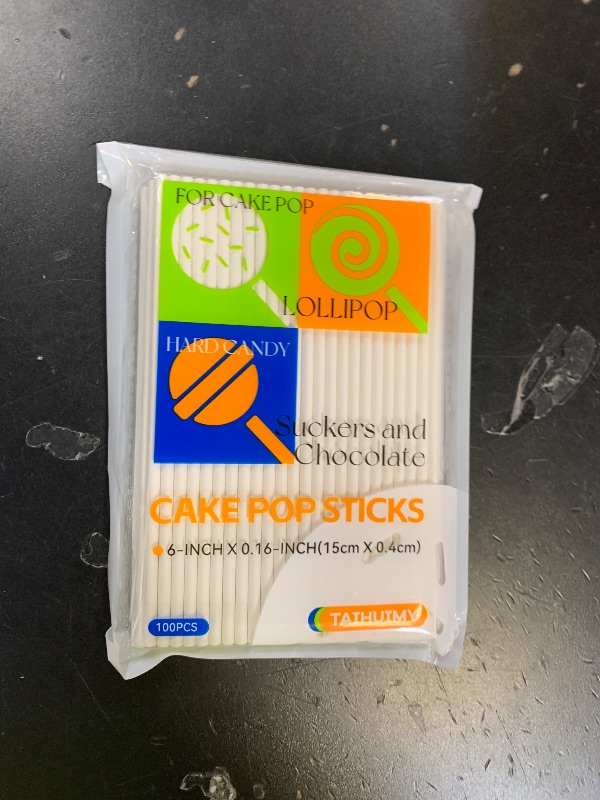 FOR CAKE POP
LOLLIPOP
HARD CANDY
Suckers and
Chocolate
CAKE POP STICKS
6-INCH X 0.16-INCH(15cm X 0.4cm)
100PCS
TAIHUIMY